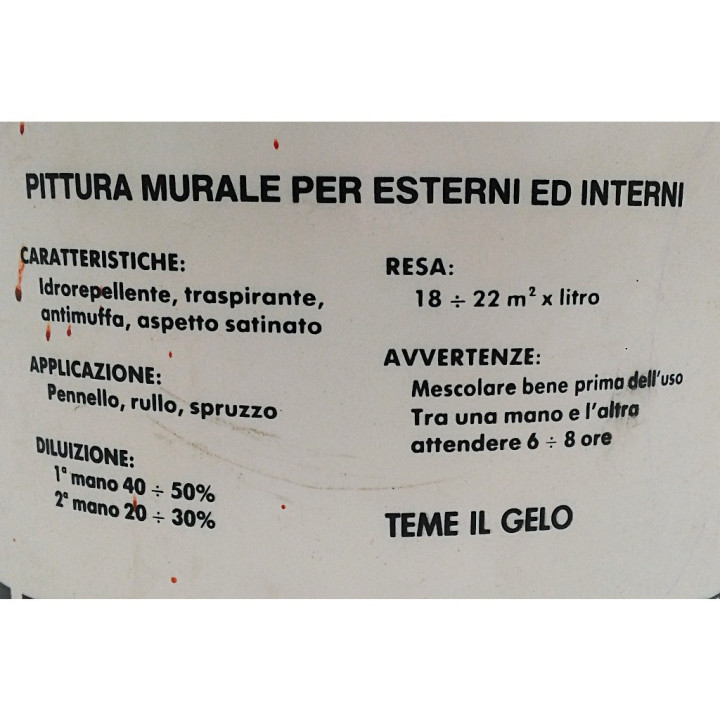 PITTURA MURALE PER ESTERNI ED INTERNI
CARATTERISTICHE:
Idrorepellente, traspirante,
antimuffa, aspetto satinato
APPLICAZIONE:
Pennello, rullo, spruzzo
DILUIZIONE:
1ª mano 40 ÷ 50%
2ª mano 20 ÷ 30%
RESA:
18 ÷ 22 m² x litro
AVVERTENZE:
Mescolare bene prima dell'uso
Tra una mano e l'altra
attendere 6 ÷ 8 ore
TEME IL GELO